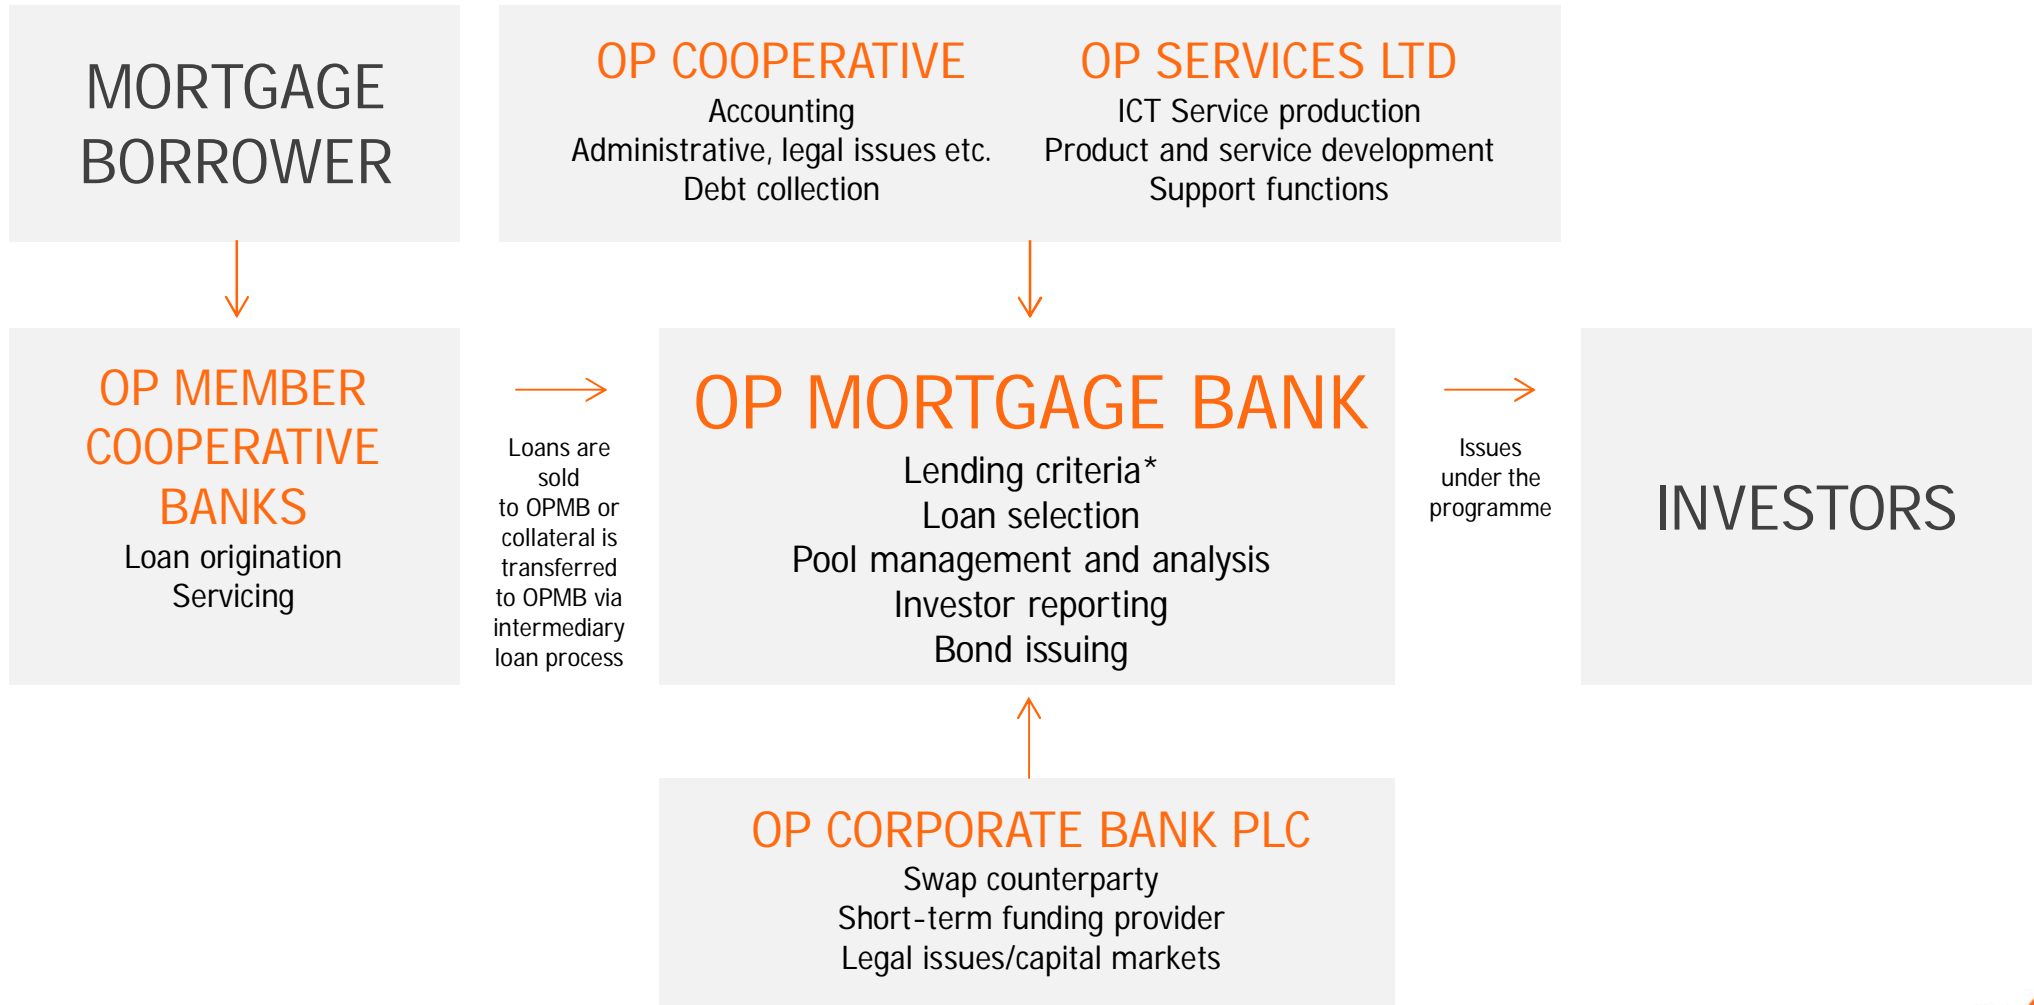 MORTGAGE
BORROWER
OP COOPERATIVE
Accounting
Administrative, legal issues etc.
Debt collection
OP SERVICES LTD
ICT Service production
Product and service development
Support functions
OP MEMBER
COOPERATIVE
BANKS
Loan origination
Servicing
Loans are
sold
to OPMB or
collateral is
transferred
to OPMB via
intermediary
loan process
OP MORTGAGE BANK
Lending criteria*
Loan selection
Pool management and analysis
Investor reporting
Bond issuing
Issues
under the
programme
INVESTORS
OP CORPORATE BANK PLC
Swap counterparty
Short-term funding provider
Legal issues/capital markets